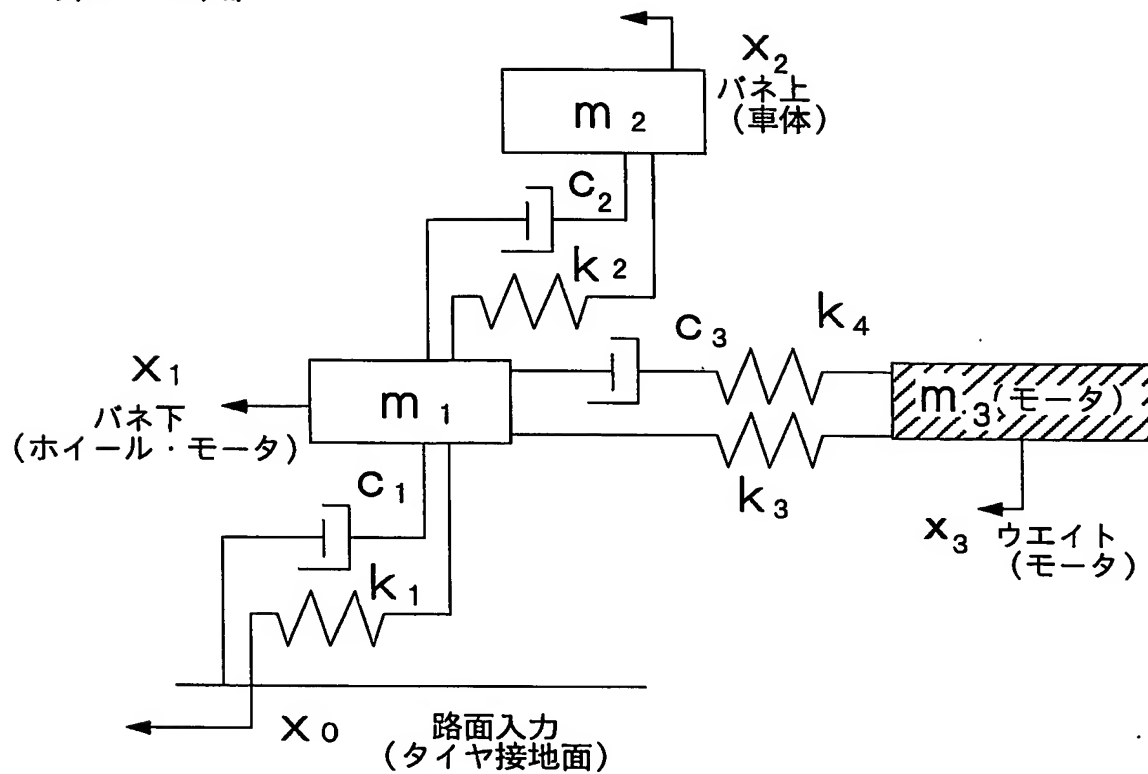 x₂
バネ上
(車体)
m₂
c₂
k₂
c₃
k₄
x₁
バネ下
(ホイール・モータ)
m₁
m₃(モータ)
k₃
c₁
x₃ ウエイト
(モータ)
k₁
x₀
路面入力
(タイヤ接地面)